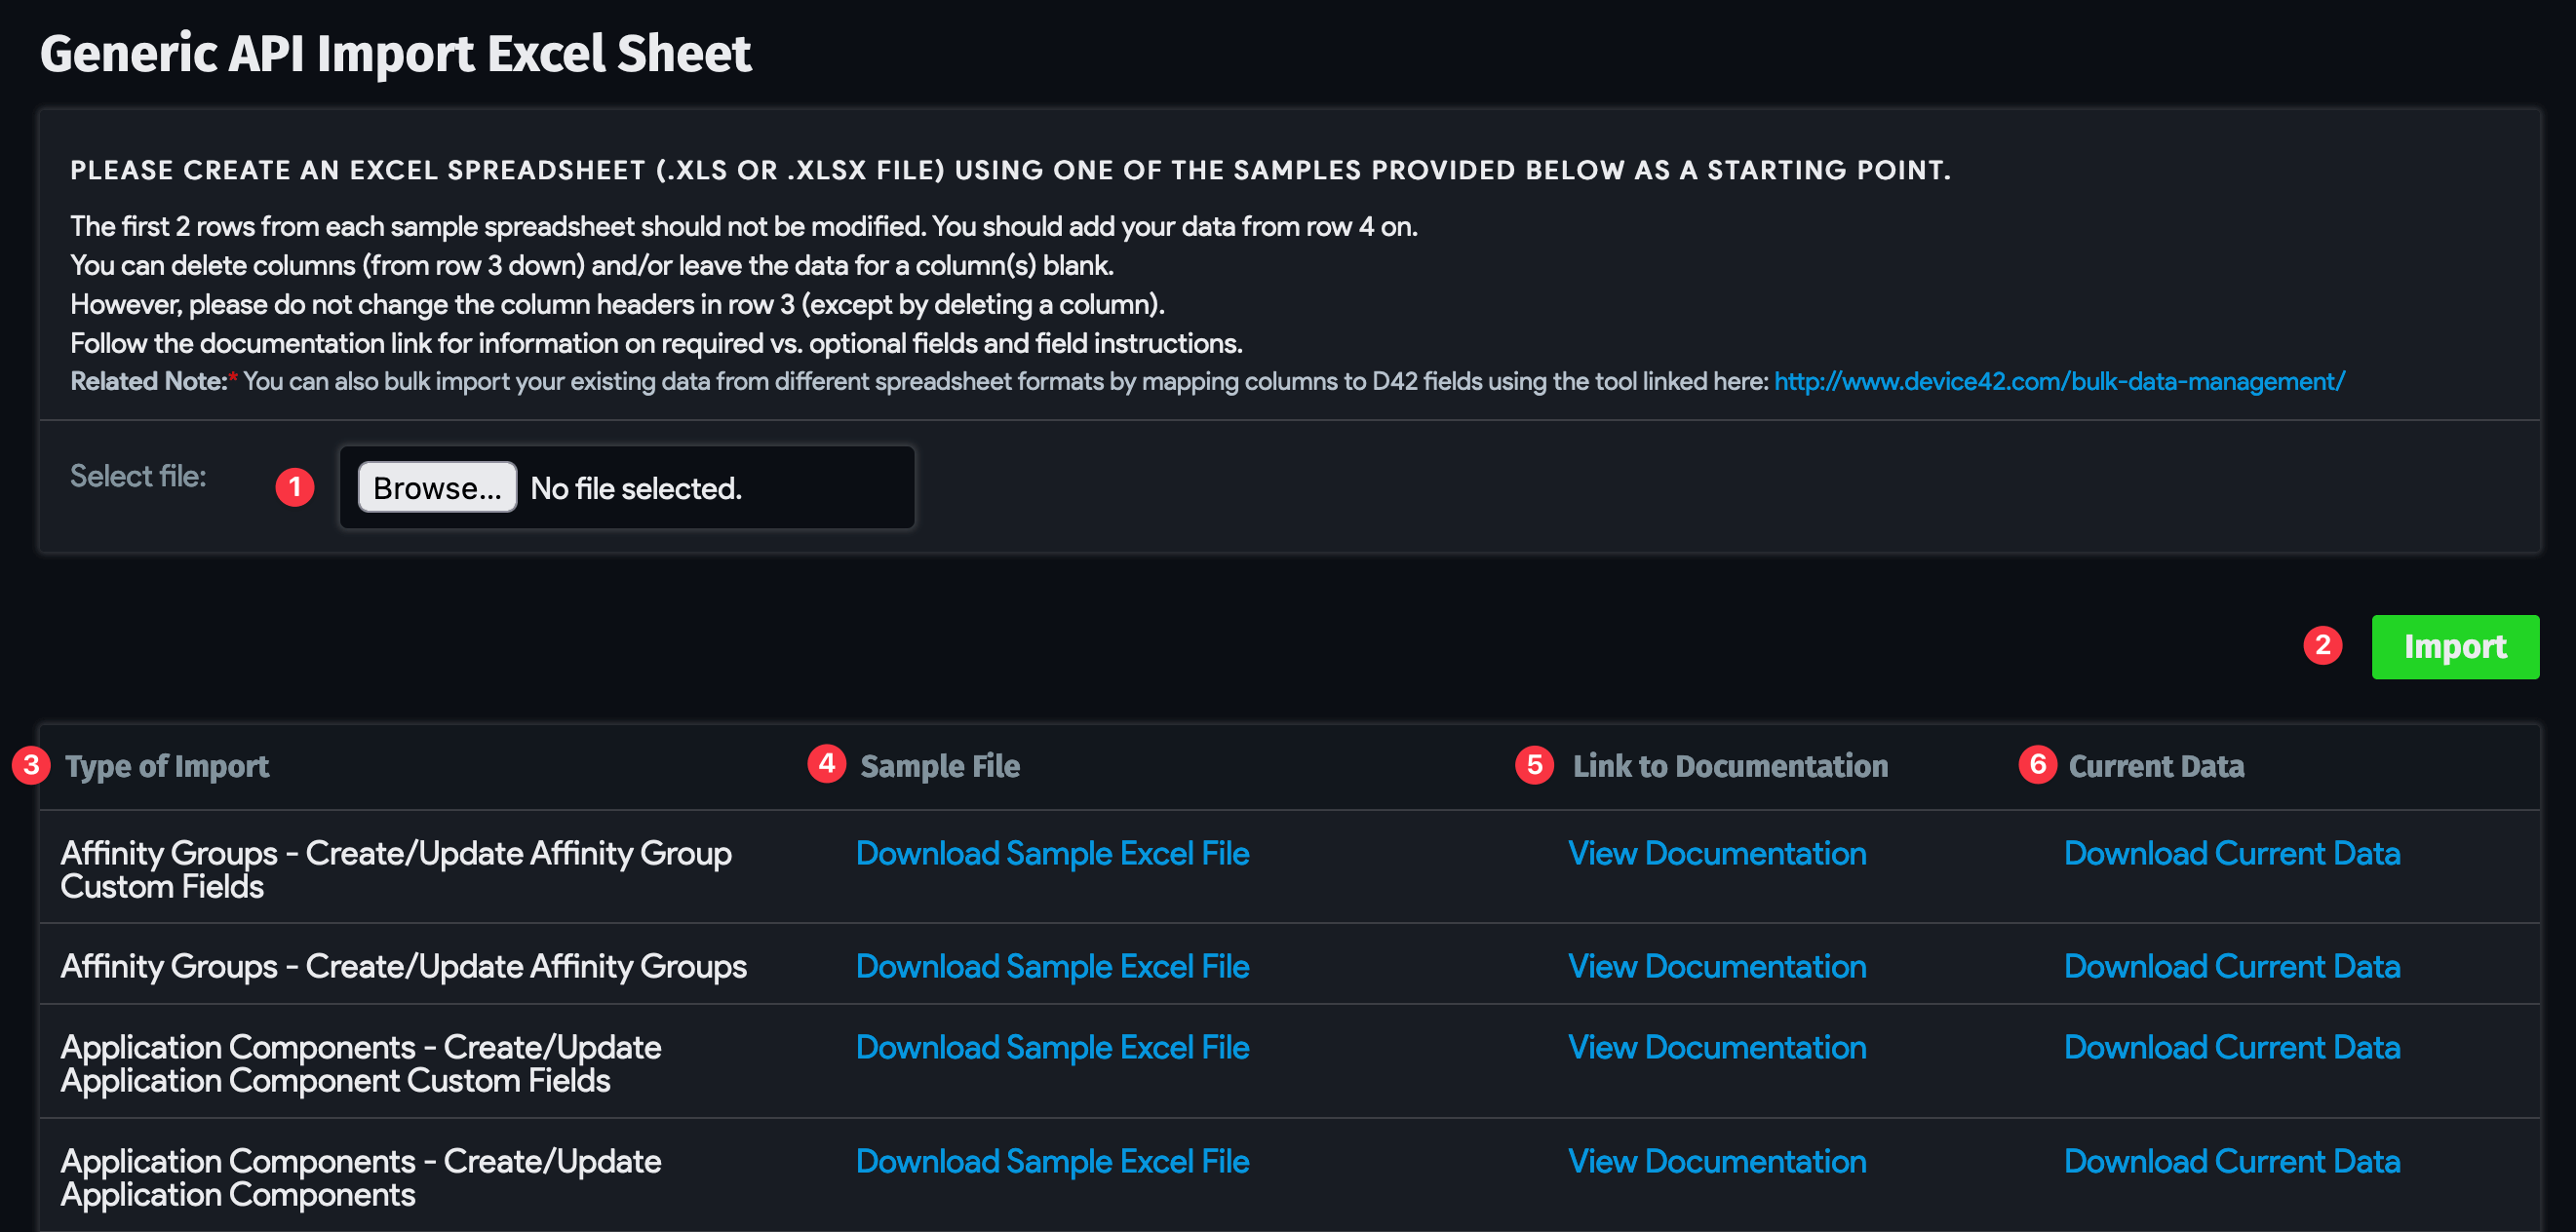 Generic API Import Excel Sheet
PLEASE CREATE AN EXCEL SPREADSHEET (.XLS OR .XLSX FILE) USING ONE OF THE SAMPLES PROVIDED BELOW AS A STARTING POINT.
The first 2 rows from each sample spreadsheet should not be modified. You should add your data from row 4 on.
You can delete columns (from row 3 down) and/or leave the data for a column(s) blank.
However, please do not change the column headers in row 3 (except by deleting a column).
Follow the documentation link for information on required vs. optional fields and field instructions.
Related Note:* You can also bulk import your existing data from different spreadsheet formats by mapping columns to D42 fields using the tool linked here: http://www.device42.com/bulk-data-management/
Select file: 1 Browse... No file selected.
2 Import
3 Type of Import 4 Sample File 5 Link to Documentation 6 Current Data
Affinity Groups - Create/Update Affinity Group Download Sample Excel File View Documentation Download Current Data
Custom Fields
Affinity Groups - Create/Update Affinity Groups Download Sample Excel File View Documentation Download Current Data
Application Components - Create/Update Download Sample Excel File View Documentation Download Current Data
Application Component Custom Fields
Application Components - Create/Update Download Sample Excel File View Documentation Download Current Data
Application Components